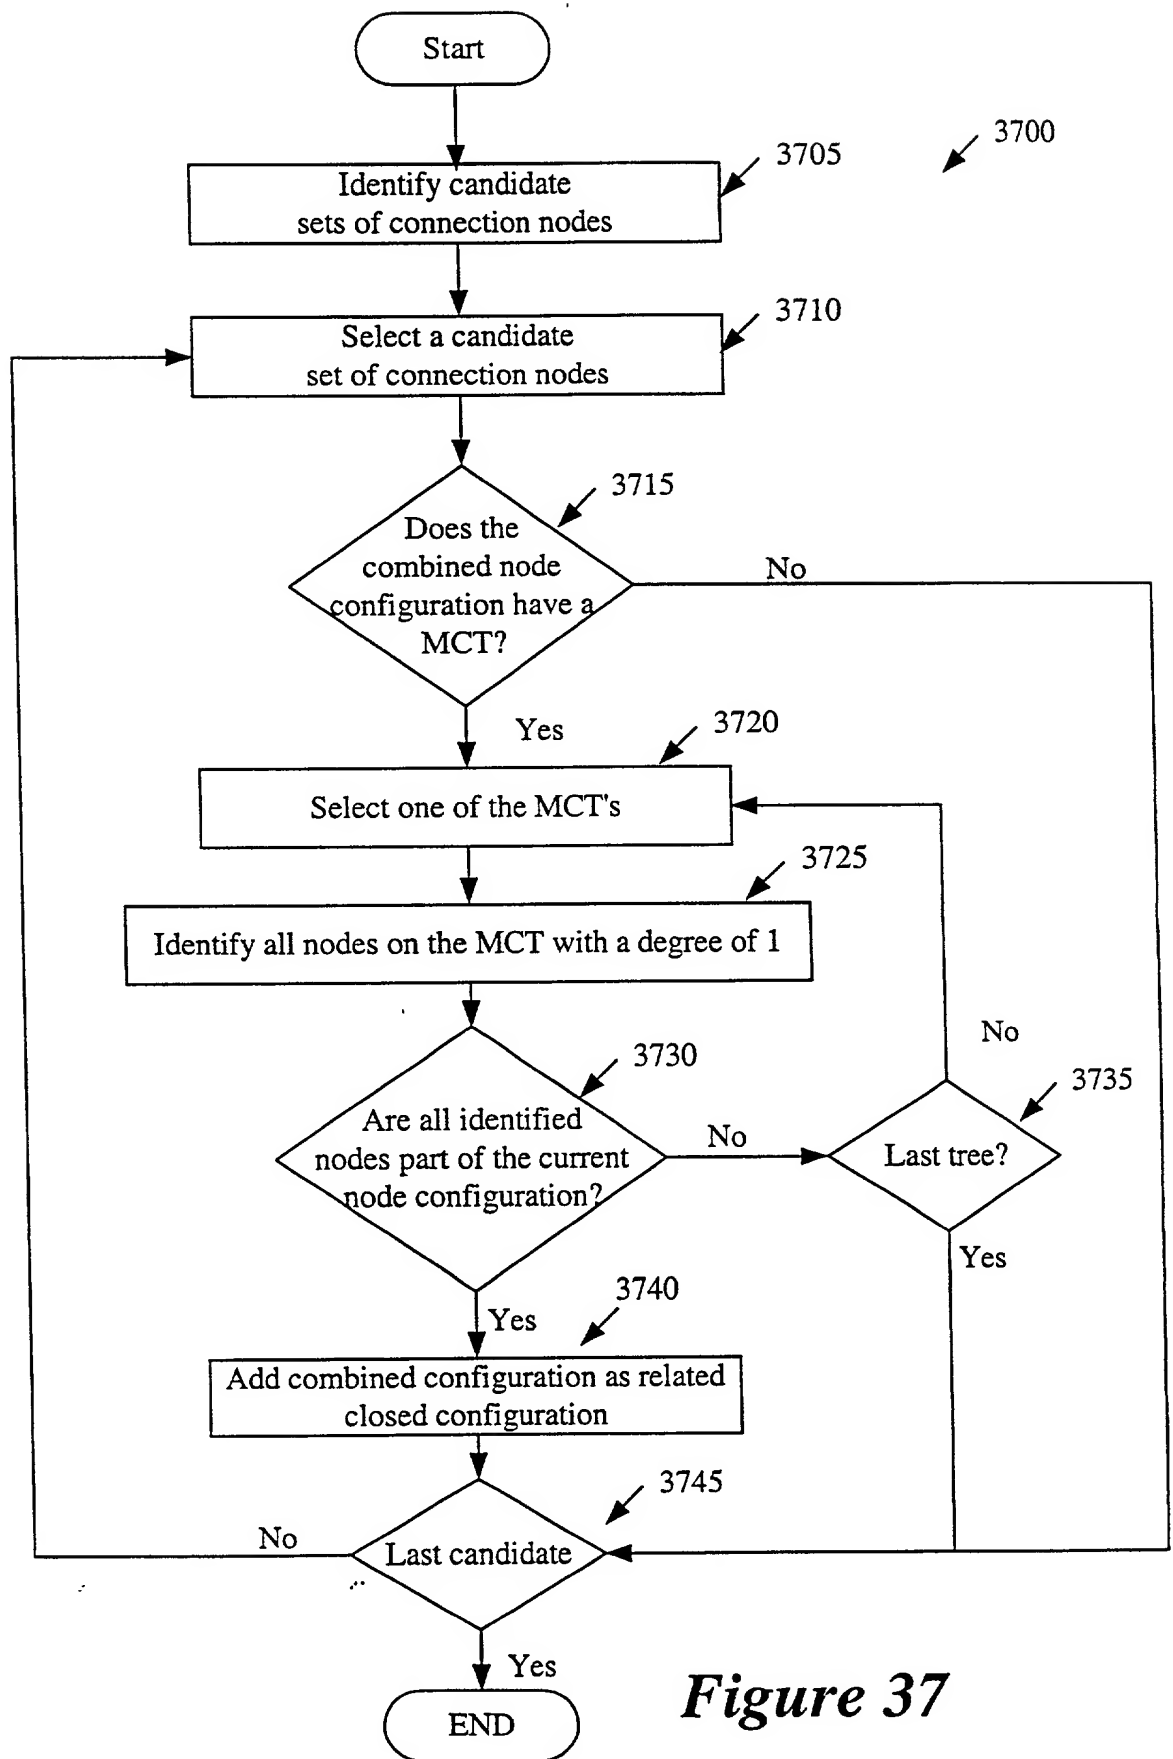 Start
3700
3705
Identify candidate
sets of connection nodes
3710
Select a candidate
set of connection nodes
3715
Does the
combined node
configuration have a
MCT?
No
Yes
3720
Select one of the MCT's
3725
Identify all nodes on the MCT with a degree of 1
No
3730
3735
Are all identified
nodes part of the current
node configuration?
No
Last tree?
Yes
3740
Yes
Add combined configuration as related
closed configuration
3745
No
Last candidate
Yes
END
Figure 37